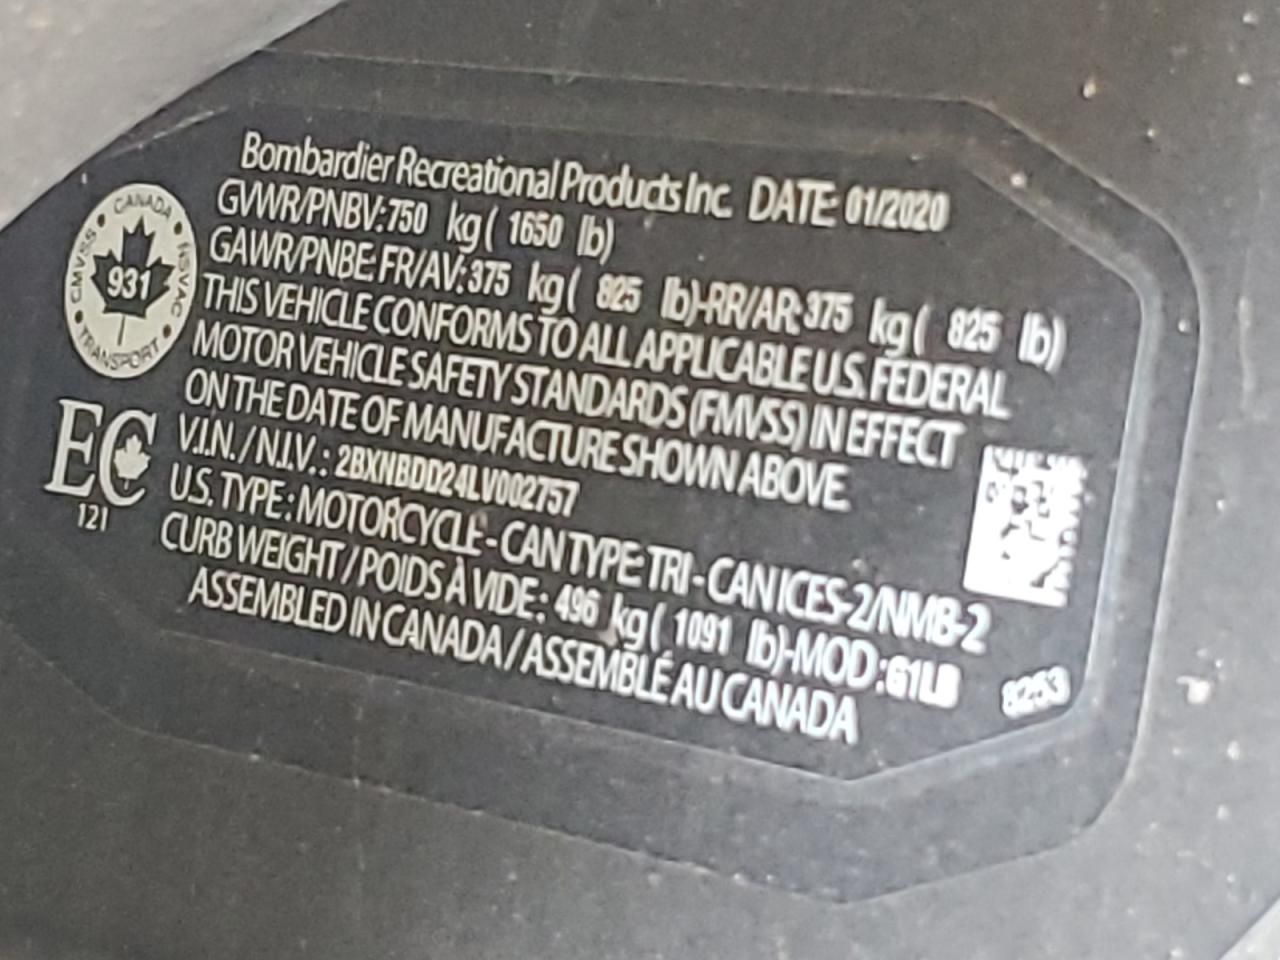 Bombardier Recreational Products Inc. DATE: 01/2020
GVWR/PNBV: 750 kg ( 1650 lb)
GAWR/PNBE: FR/AV: 375 kg ( 825 lb)-RR/AR: 375 kg ( 825 lb)
THIS VEHICLE CONFORMS TO ALL APPLICABLE U.S. FEDERAL
MOTOR VEHICLE SAFETY STANDARDS (FMVSS) IN EFFECT
ON THE DATE OF MANUFACTURE SHOWN ABOVE.
V.I.N. / N.I.V. : 2BXNBDD24LV002757
U.S. TYPE : MOTORCYCLE - CAN TYPE: TRI - CAN ICES-2/NMB-2
CURB WEIGHT / POIDS À VIDE : 496 kg ( 1091 lb)-MOD : G1LB
ASSEMBLED IN CANADA / ASSEMBLÉ AU CANADA
8253
CANADA
CMVSS 931 NSVAC
TRANSPORT
EC
121